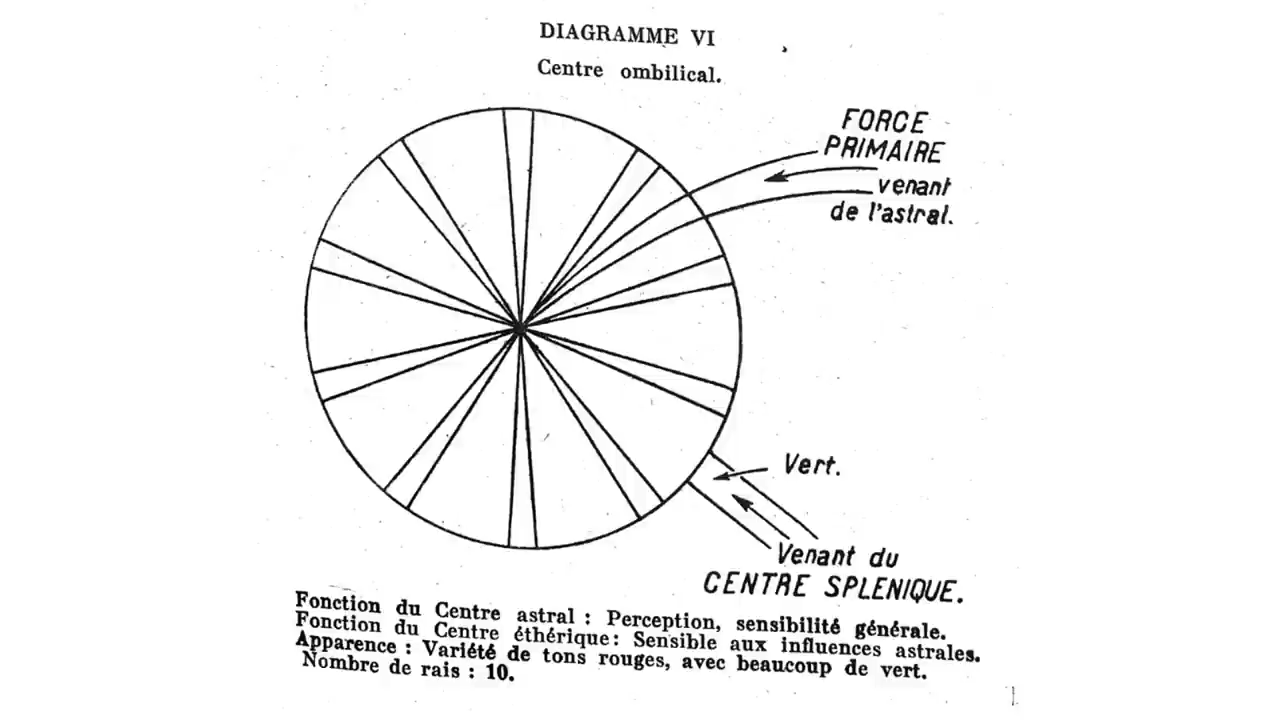 DIAGRAMME VI
Centre ombilical.
FORCE
PRIMAIRE
venant
de l'astral.
Vert.
Venant du
CENTRE SPLENIQUE.
Fonction du Centre astral : Perception, sensibilité générale.
Fonction du Centre éthérique : Sensible aux influences astrales.
Apparence : Variété de tons rouges, avec beaucoup de vert.
Nombre de rais : 10.